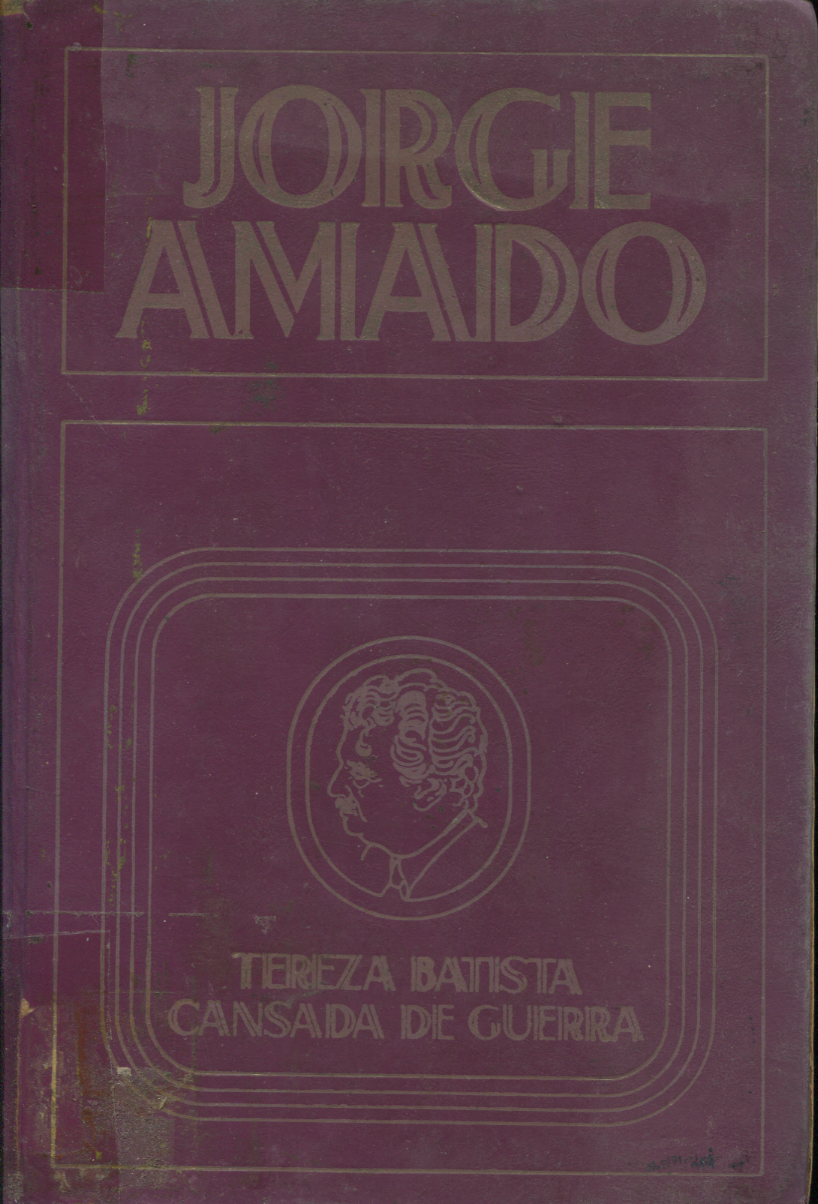 JORGE
AMADO
TEREZA BATISTA
CANSADA DE GUERRA